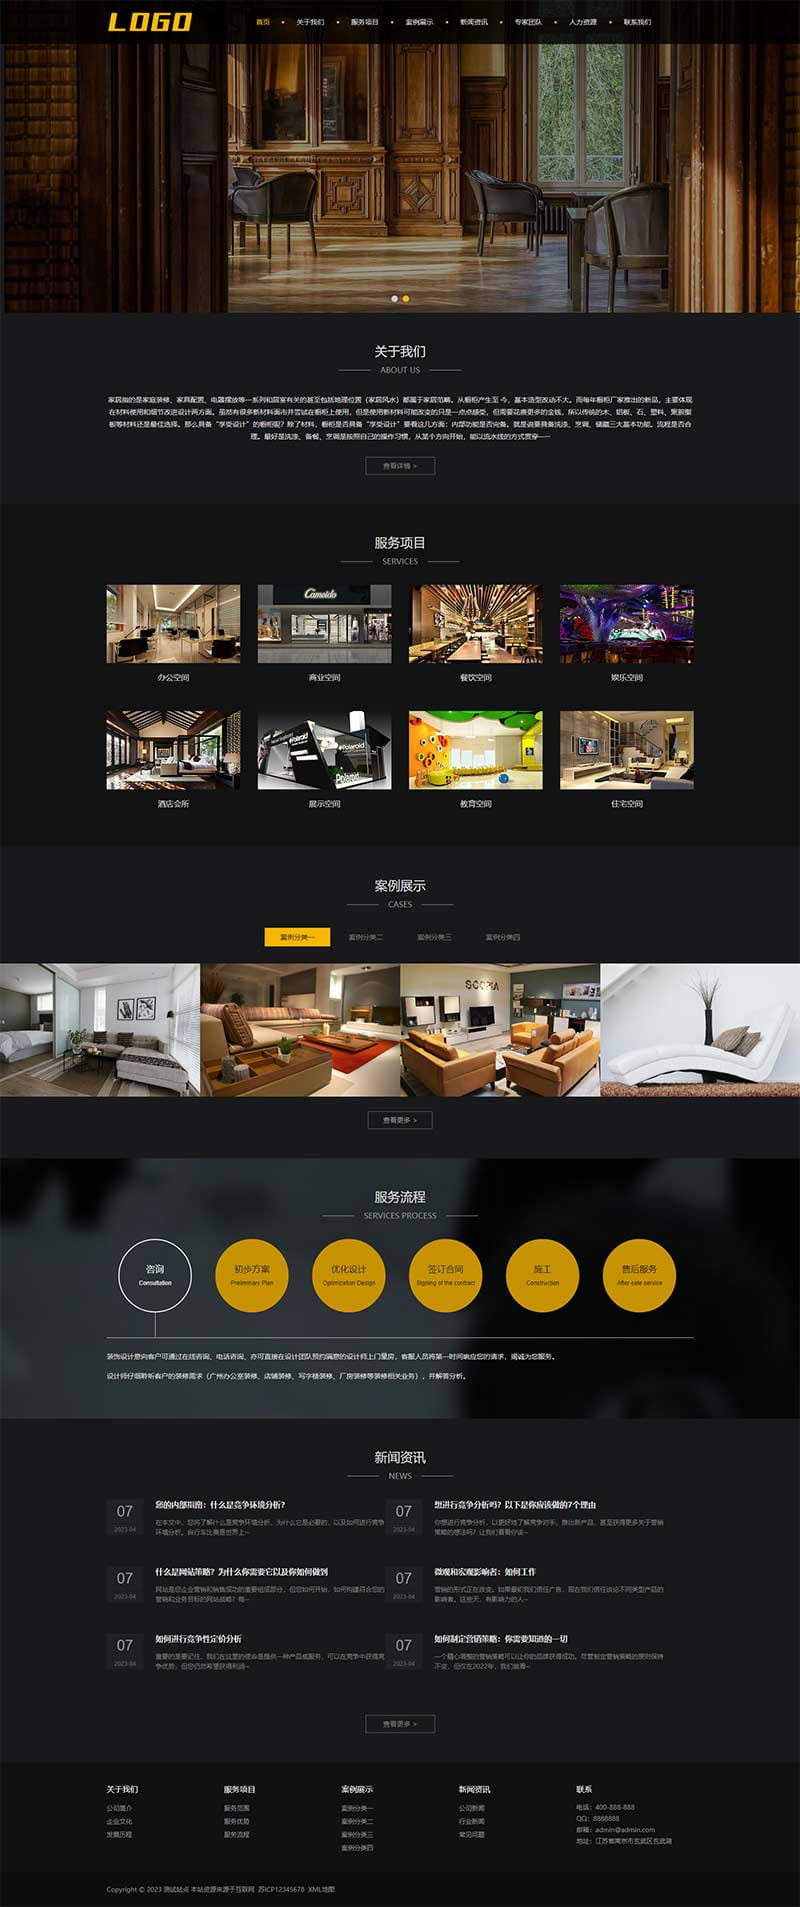 LOGO
首页 关于我们 服务项目 案例展示 新闻资讯 专家团队 人力资源 联系我们
关于我们
ABOUT US
家居指的是家庭装修、家具配置、电器摆放等一系列和居室有关的甚至包括地理位置（家居风水）都属于家居范畴。从橱柜产生至 今，基本造型改动不大。而每年橱柜厂家推出的新品，主要体现
在材料使用和细节改进设计两方面。虽然有很多新材料面市并尝试在橱柜上使用，但是使用新材料可能改变的只是一点点感受，但需要花费更多的金钱，所以传统的木、铝板、石、塑料、聚胺脂
板等材料还是最佳选择。那么具备“享受设计”的橱柜呢？除了材料，橱柜是否具备“享受设计”要看这几方面：内部功能是否完备。就是说要具备洗涤、烹调、储藏三大基本功能。流程是否合
理。最好是洗涤、备餐、烹调是按照自己的操作习惯，从某个方向开始，能以流水线的方式贯穿一···
查看详情 >
服务项目
SERVICES
Cameido
办公空间 商业空间 餐饮空间 娱乐空间
Polaroid
Polaroid
Polaroid
酒店会所 展示空间 教育空间 住宅空间
案例展示
CASES
案例分类一 案例分类二 案例分类三 案例分类四
查看更多 >
服务流程
SERVICES PROCESS
咨询 初步方案 优化设计 签订合同 施工 售后服务
Consultation Preliminary Plan Optimization Design Signing of the contract Construction After-sale service
装饰设计意向客户可通过在线咨询、电话咨询、亦可直接在设计团队预约满意的设计师上门量房，客服人员将第一时间响应您的请求，竭诚为您服务。
设计师仔细聆听客户的装修需求（广州办公室装修、店铺装修、写字楼装修、厂房装修等装修相关业务），并解答分析。
新闻资讯
NEWS
07
2023-04
您的内部指南：什么是竞争环境分析？
在本文中，您将了解什么是竞争环境分析，为什么它是必要的，以及如何进行竞争
环境分析。自行车比赛是世界上···
07
2023-04
想进行竞争分析吗？以下是你应该做的7个理由
你想进行竞争分析，以更好地了解竞争对手，推出新产品，甚至获得更多关于营销
策略的想法吗？让我们看看你该···
07
2023-04
什么是网站策略？为什么你需要它以及你如何做到
网站是您企业营销和销售成功的重要组成部分，但您如何开始，如何构建符合您的
营销和业务目标的网站战略？每···
07
2023-04
微观和宏观影响者：如何工作
营销的形式正在改变。如果最初我们信任广告，现在我们信任谈论不同类型产品的
影响者。这些天，有影响力的人···
07
2023-04
如何进行竞争性定价分析
重要的是要记住，我们在这里的使命是提供一种产品或服务，可以在竞争中获得竞
争优势，但您仍然希望获得利润···
07
2023-04
如何制定营销策略：你需要知道的一切
一个精心调整的营销策略可以让你的品牌获得成功。尽管制定营销策略的原则保持
不变，但仅在2022年，我们就看···
查看更多 >
关于我们 服务项目 案例展示 新闻资讯 联系
公司简介 服务范围 案例分类一 公司新闻 电话：400-888-888
企业文化 服务优势 案例分类二 行业新闻 QQ：8888888
发展历程 服务流程 案例分类三 常见问题 邮箱：admin@admin.com
案例分类四 地址：江苏省南京市玄武区玄武湖
Copyright © 2023 测试站点 本站资源来源于互联网 苏ICP12345678 XML地图